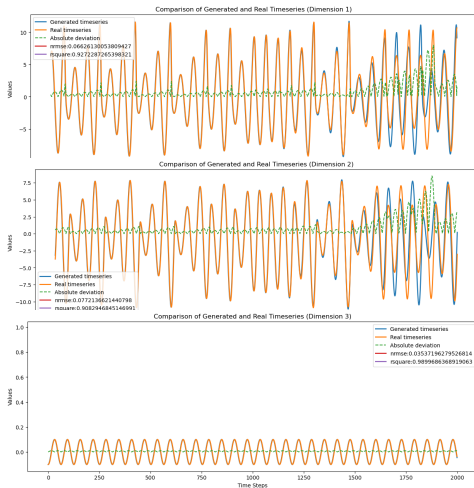 Comparison of Generated and Real Timeseries (Dimension 1)
Generated timeseries
Real timeseries
Absolute deviation
nrmse:0.06626130053809427
rsquare:0.9272287265398321
Values
10
5
0
−5
Comparison of Generated and Real Timeseries (Dimension 2)
7.5
5.0
2.5
0.0
−2.5
−5.0
−7.5
−10.0
Values
Generated timeseries
Real timeseries
Absolute deviation
nrmse:0.0772136621440798
rsquare:0.9082946845146991
Comparison of Generated and Real Timeseries (Dimension 3)
Generated timeseries
Real timeseries
Absolute deviation
nrmse:0.03537196279526814
rsquare:0.9899686368919063
Values
1.0
0.8
0.6
0.4
0.2
0.0
0
250
500
750
1000
1250
1500
1750
2000
Time Steps